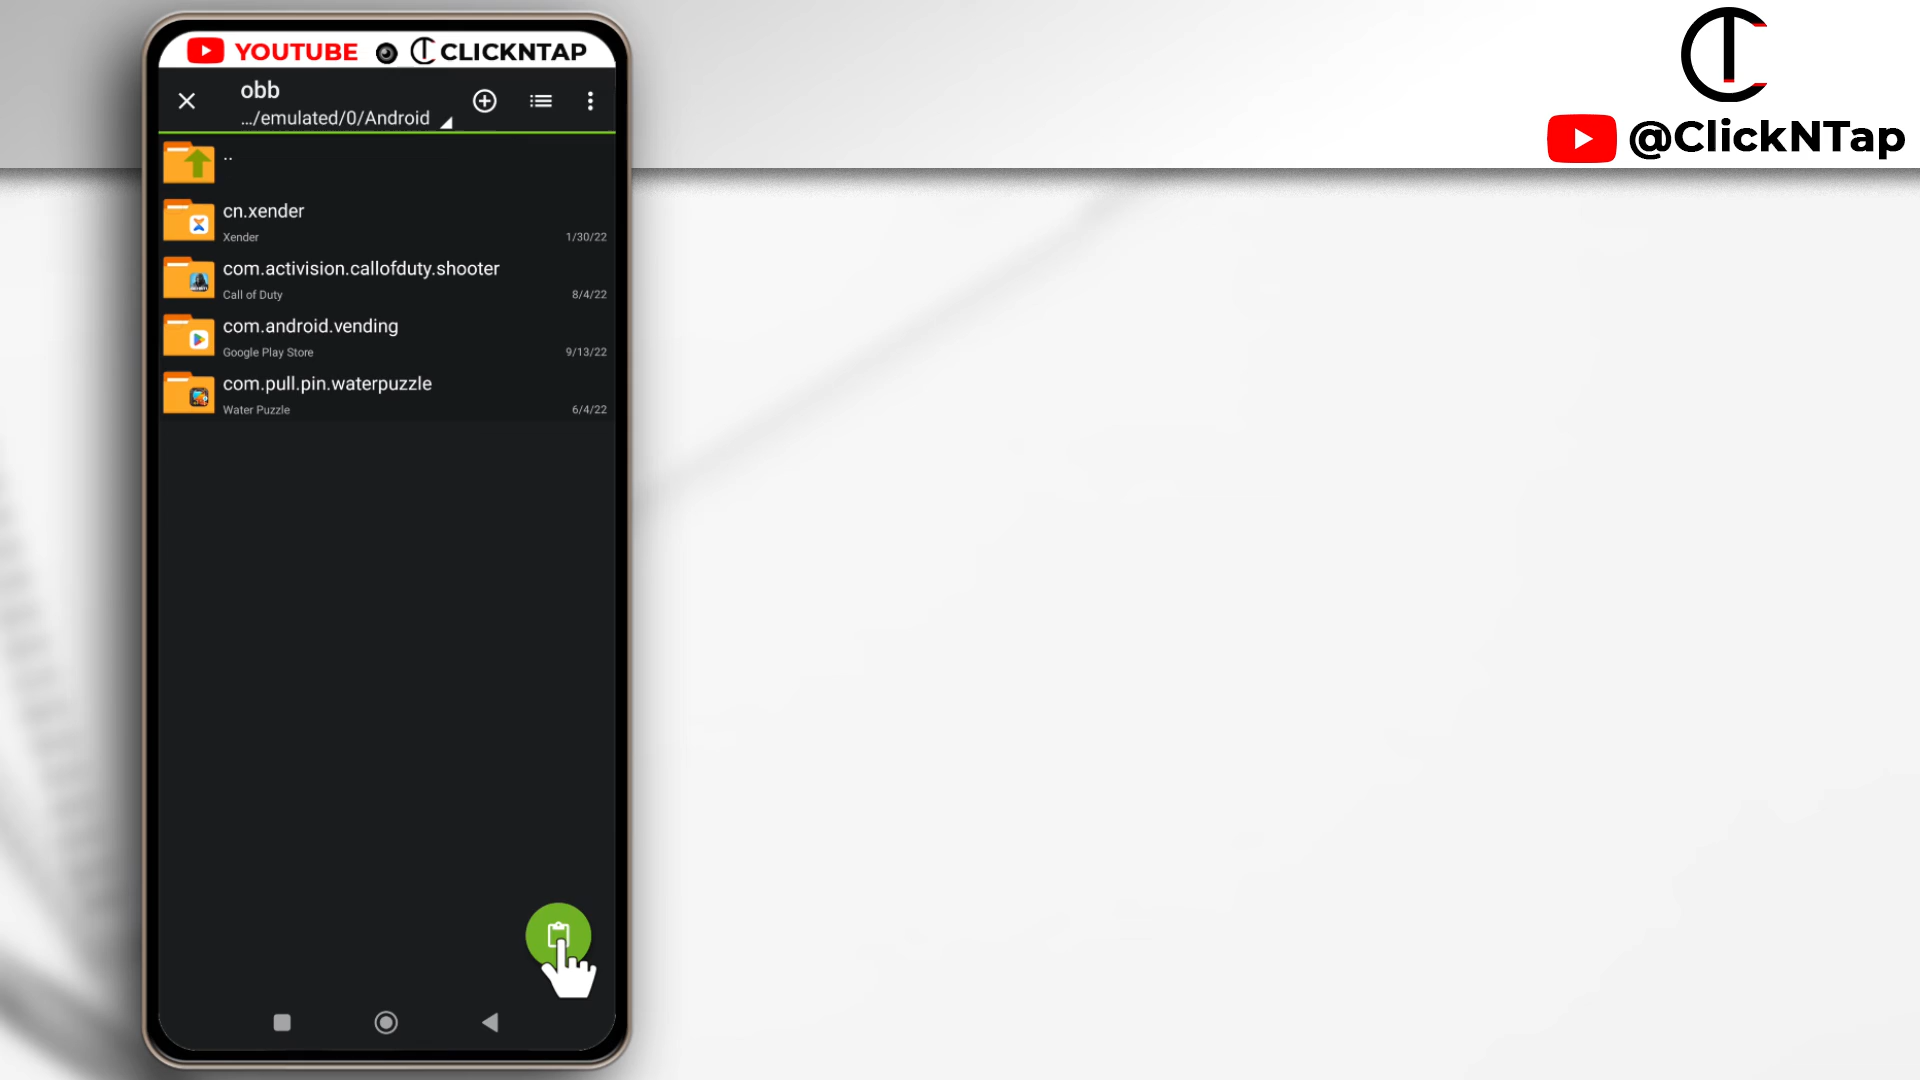 YOUTUBE CLICKNTAP
obb
.../emulated/0/Android
..
cn.xender
Xender 1/30/22
com.activision.callofduty.shooter
Call of Duty 8/4/22
com.android.vending
Google Play Store 9/13/22
com.pull.pin.waterpuzzle
Water Puzzle 6/4/22
@ClickNTap